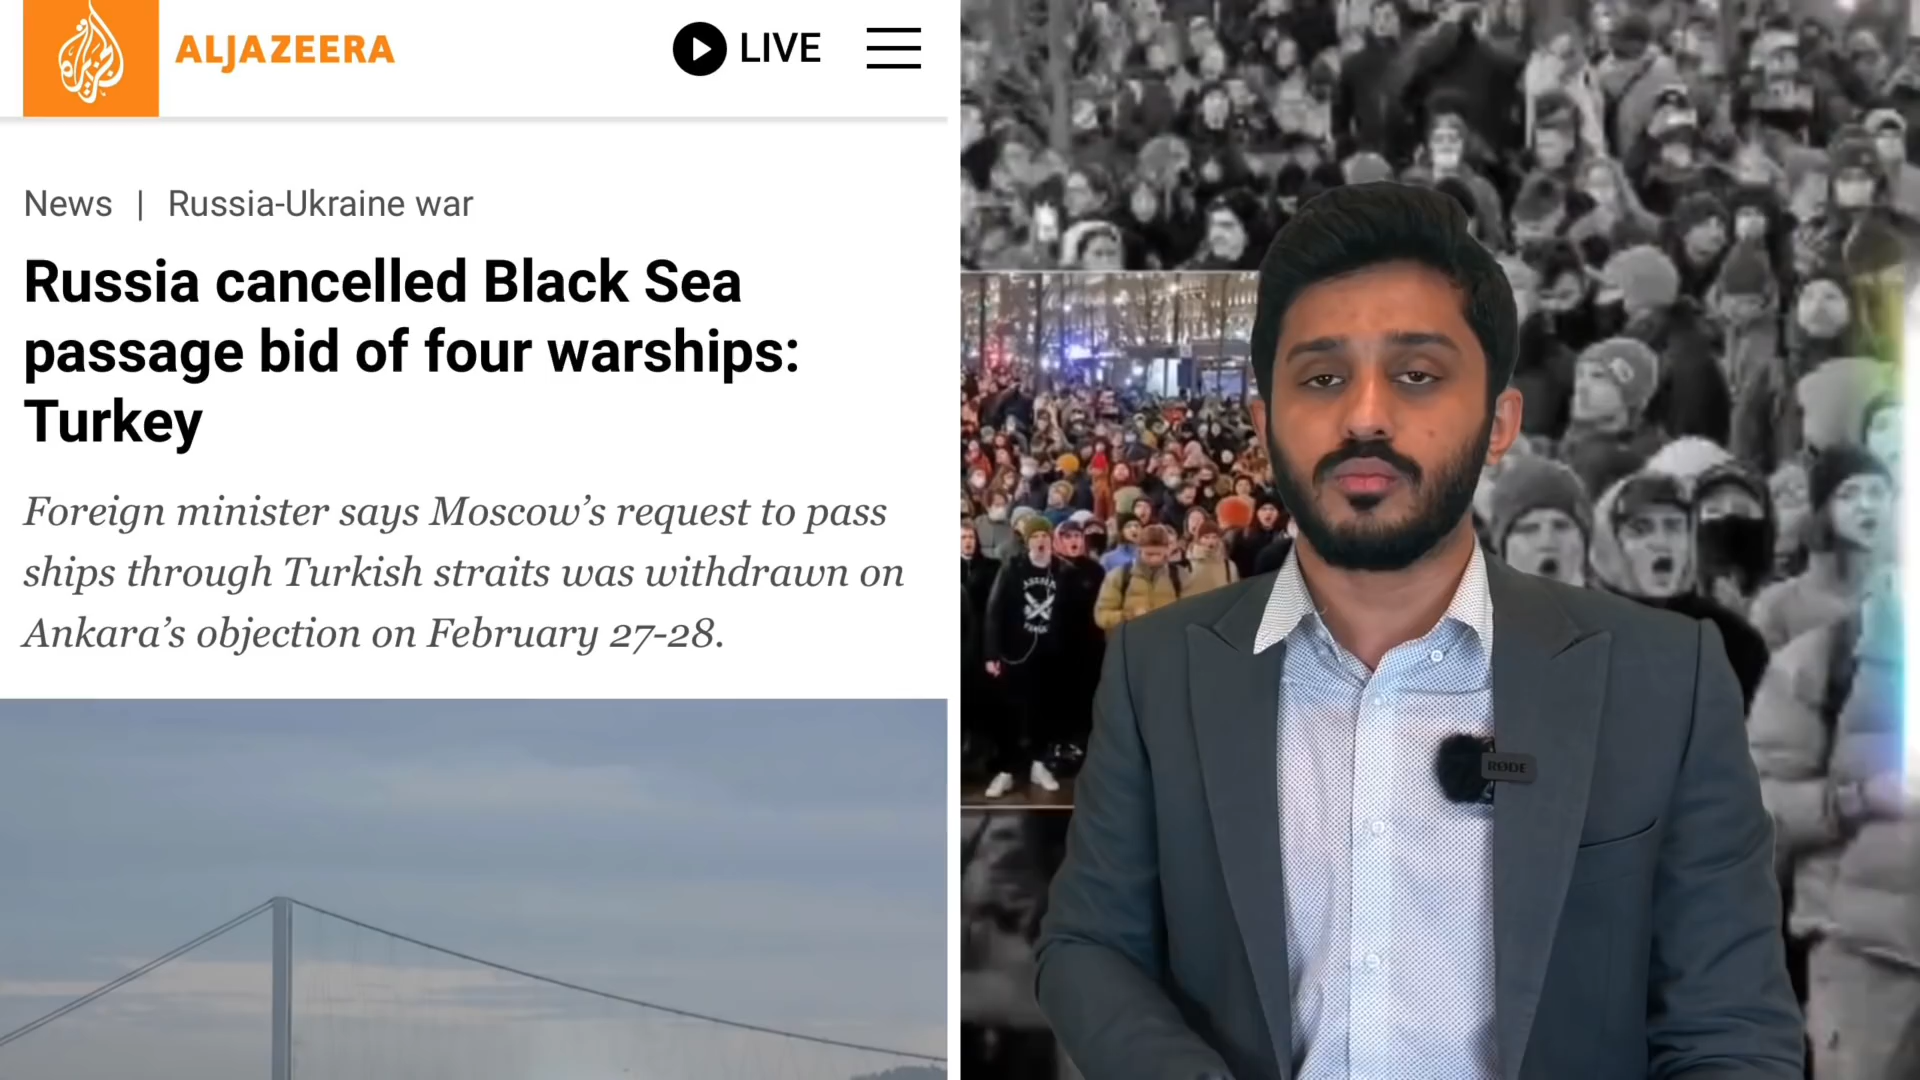 ALJAZEERA
LIVE
News | Russia-Ukraine war
Russia cancelled Black Sea
passage bid of four warships:
Turkey
Foreign minister says Moscow’s request to pass
ships through Turkish straits was withdrawn on
Ankara’s objection on February 27-28.
RØDE